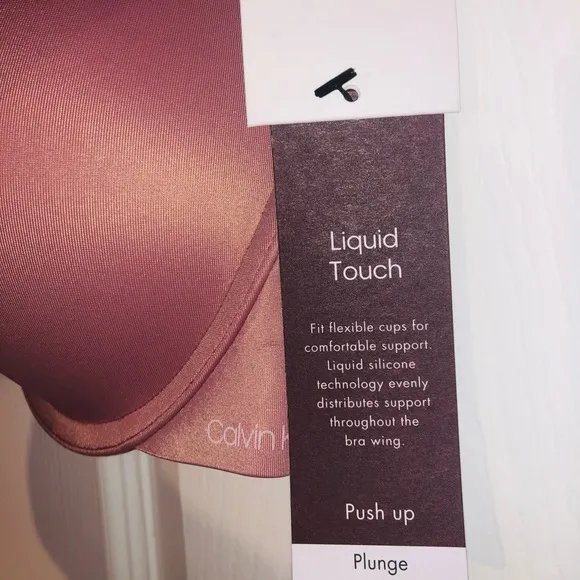 Liquid
Touch
Fit flexible cups for
comfortable support.
Liquid silicone
technology evenly
distributes support
throughout the
bra wing.
Calvin K
Push up
Plunge